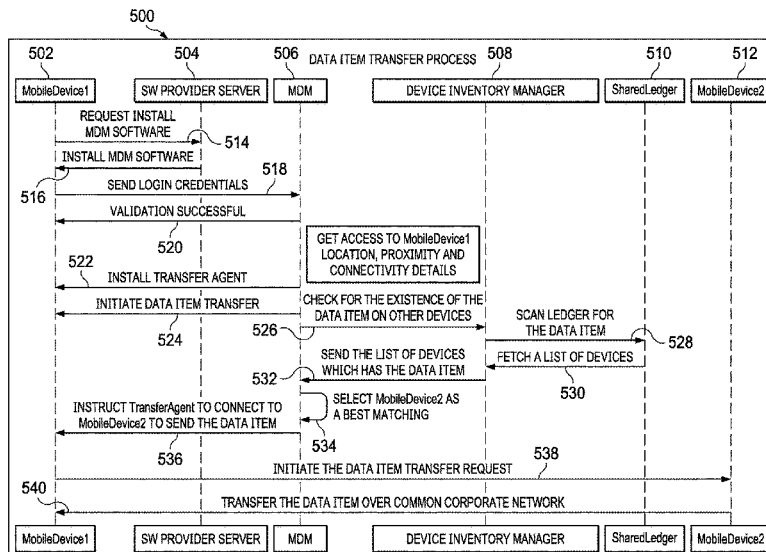 500
502
504
506
508
510
512
DATA ITEM TRANSFER PROCESS
MobileDevice1
SW PROVIDER SERVER
MDM
DEVICE INVENTORY MANAGER
SharedLedger
MobileDevice2
REQUEST INSTALL
MDM SOFTWARE
514
INSTALL MDM SOFTWARE
516
518
SEND LOGIN CREDENTIALS
VALIDATION SUCCESSFUL
520
GET ACCESS TO MobileDevice1
LOCATION, PROXIMITY AND
CONNECTIVITY DETAILS
522
INSTALL TRANSFER AGENT
INITIATE DATA ITEM TRANSFER
524
CHECK FOR THE EXISTENCE OF THE
DATA ITEM ON OTHER DEVICES
526
SCAN LEDGER FOR
THE DATA ITEM
528
FETCH A LIST OF DEVICES
530
SEND THE LIST OF DEVICES
WHICH HAS THE DATA ITEM
532
SELECT MobileDevice2 AS
A BEST MATCHING
534
INSTRUCT TransferAgent TO CONNECT TO
MobileDevice2 TO SEND THE DATA ITEM
536
INITIATE THE DATA ITEM TRANSFER REQUEST
538
540
TRANSFER THE DATA ITEM OVER COMMON CORPORATE NETWORK
MobileDevice1
SW PROVIDER SERVER
MDM
DEVICE INVENTORY MANAGER
SharedLedger
MobileDevice2